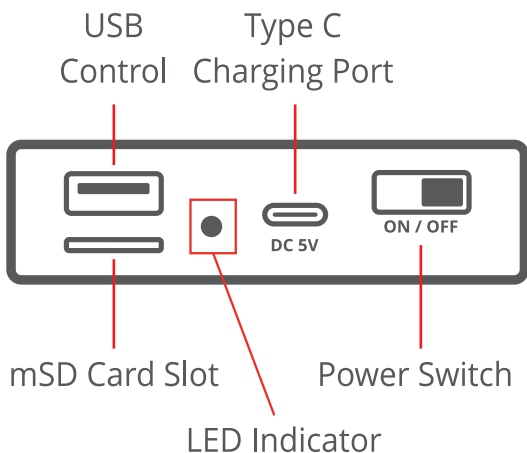 USB
Control
Type C
Charging Port
DC 5V
ON / OFF
mSD Card Slot
Power Switch
LED Indicator